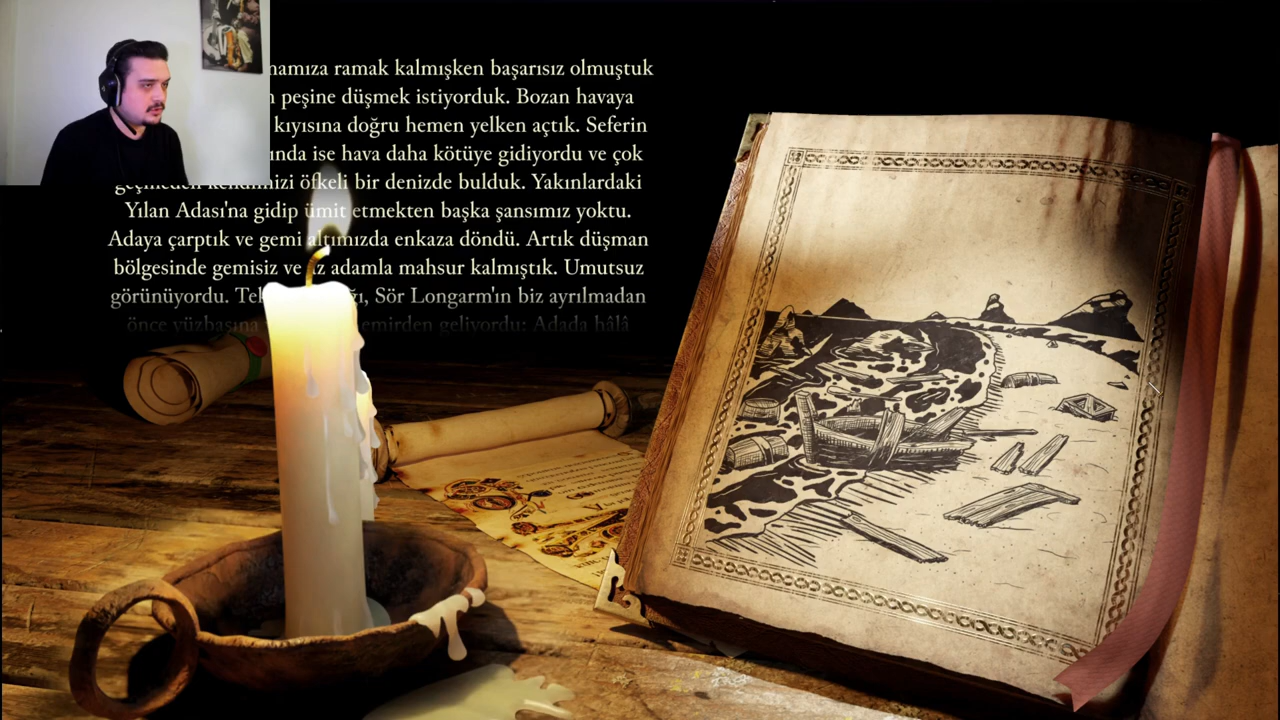 ramak kalmışken başarısız olmuştuk
peşine düşmek istiyorduk. Bozan havaya
kıyısına doğru hemen yelken açtık. Seferin
ise hava daha kötüye gidiyordu ve çok
geçmeden kendimizi öfkeli bir denizde bulduk. Yakınlardaki
Yılan Adası'na gidip ümit etmekten başka şansımız yoktu.
Adaya çarptık ve gemi altımızda enkaza döndü. Artık düşman
bölgesinde gemisiz ve az adamla mahsur kalmıştık. Umutsuz
görünüyordu. Sör Longarm'ın biz ayrılmadan
önce yüzbaşına geliyordu: Adada hâlâ